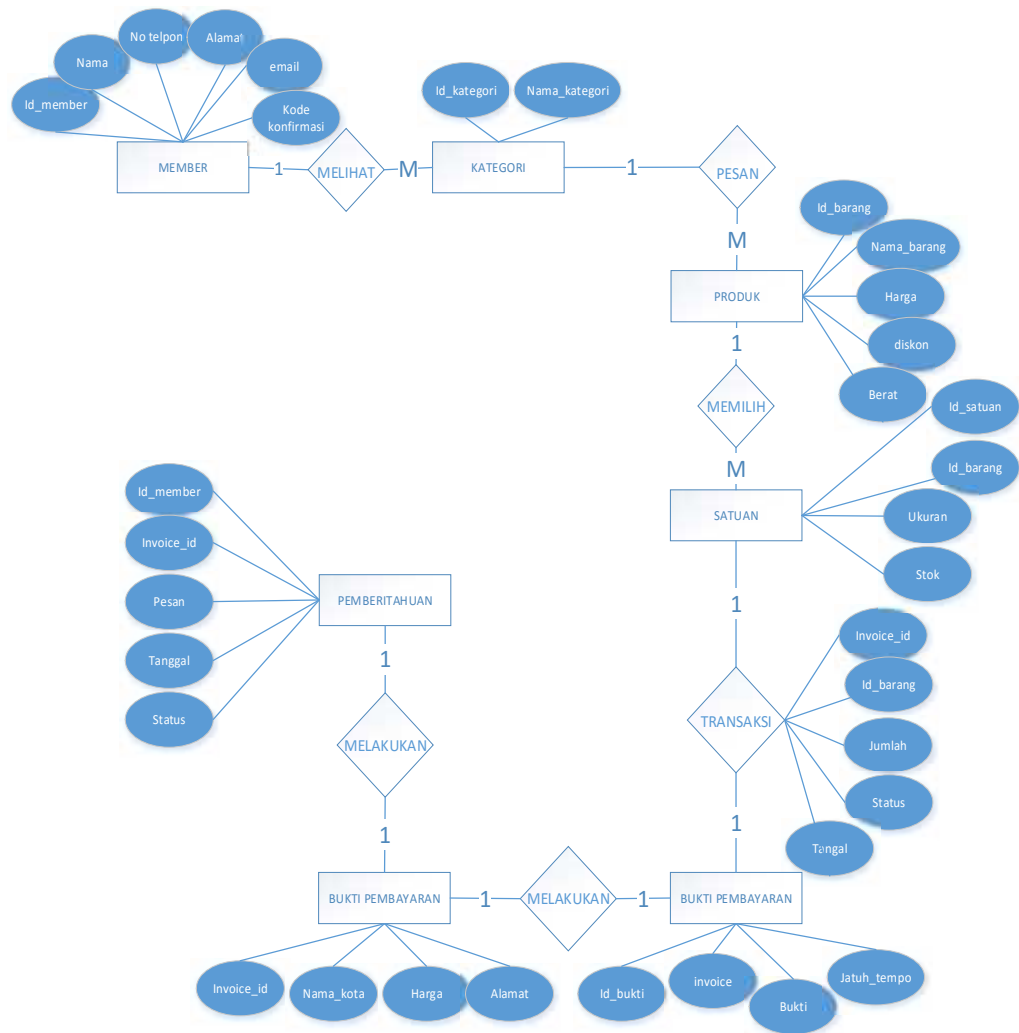 No telpon
Alamat
Nama
email
Id_member
Kode
konfirmasi
Id_kategori
Nama_kategori
MEMBER
1
MELIHAT
M
KATEGORI
1
PESAN
M
Id_barang
Nama_barang
PRODUK
Harga
1
diskon
Berat
MEMILIH
Id_satuan
M
Id_barang
SATUAN
Ukuran
Stok
1
Id_member
Invoice_id
Pesan
Tanggal
Status
PEMBERITAHUAN
1
MELAKUKAN
1
Invoice_id
Id_barang
TRANSAKSI
Jumlah
Status
Tangal
1
BUKTI PEMBAYARAN
1
MELAKUKAN
1
BUKTI PEMBAYARAN
Invoice_id
Nama_kota
Harga
Alamat
Id_bukti
invoice
Bukti
Jatuh_tempo